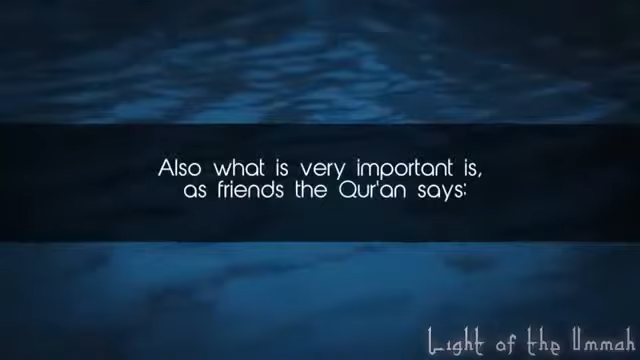 Also what is very important is,
as friends the Qur'an says:
Light of the Ummah